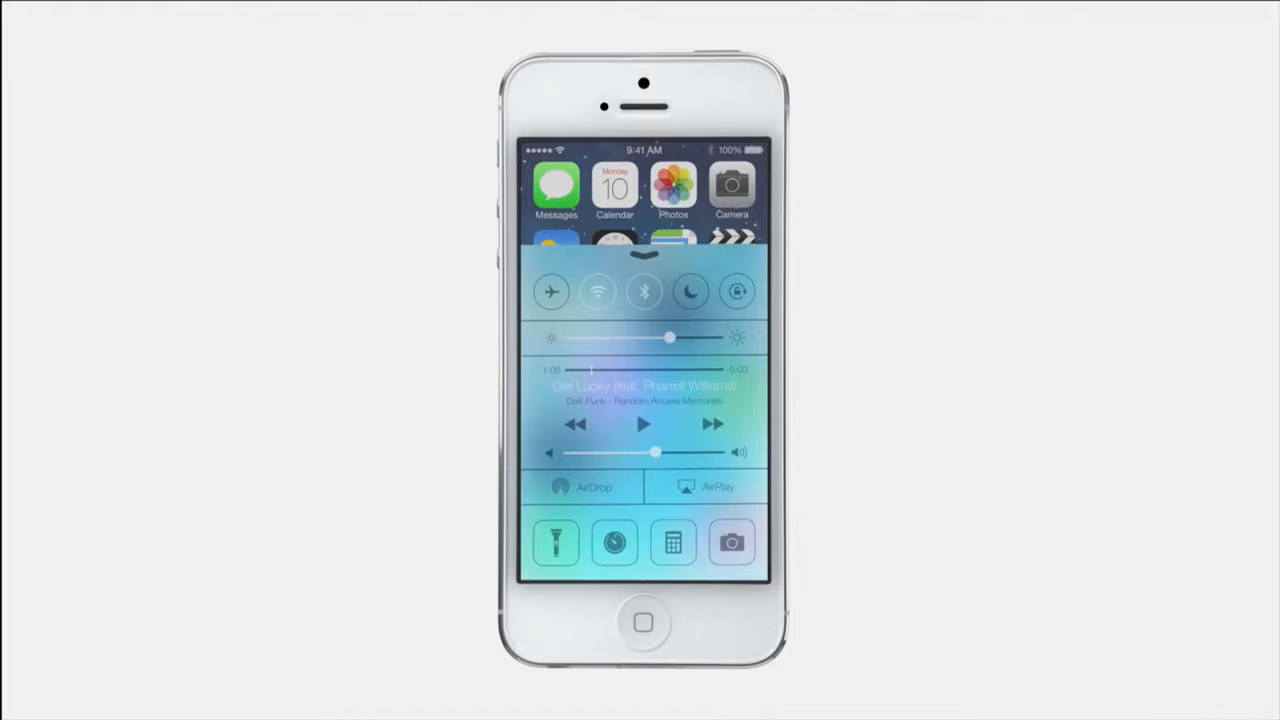 9:41 AM 100%
Monday
10
Messages Calendar Photos Camera
1:06 5:03
Get Lucky (feat. Pharrell Williams)
Daft Punk - Random Access Memories
AirDrop AirPlay